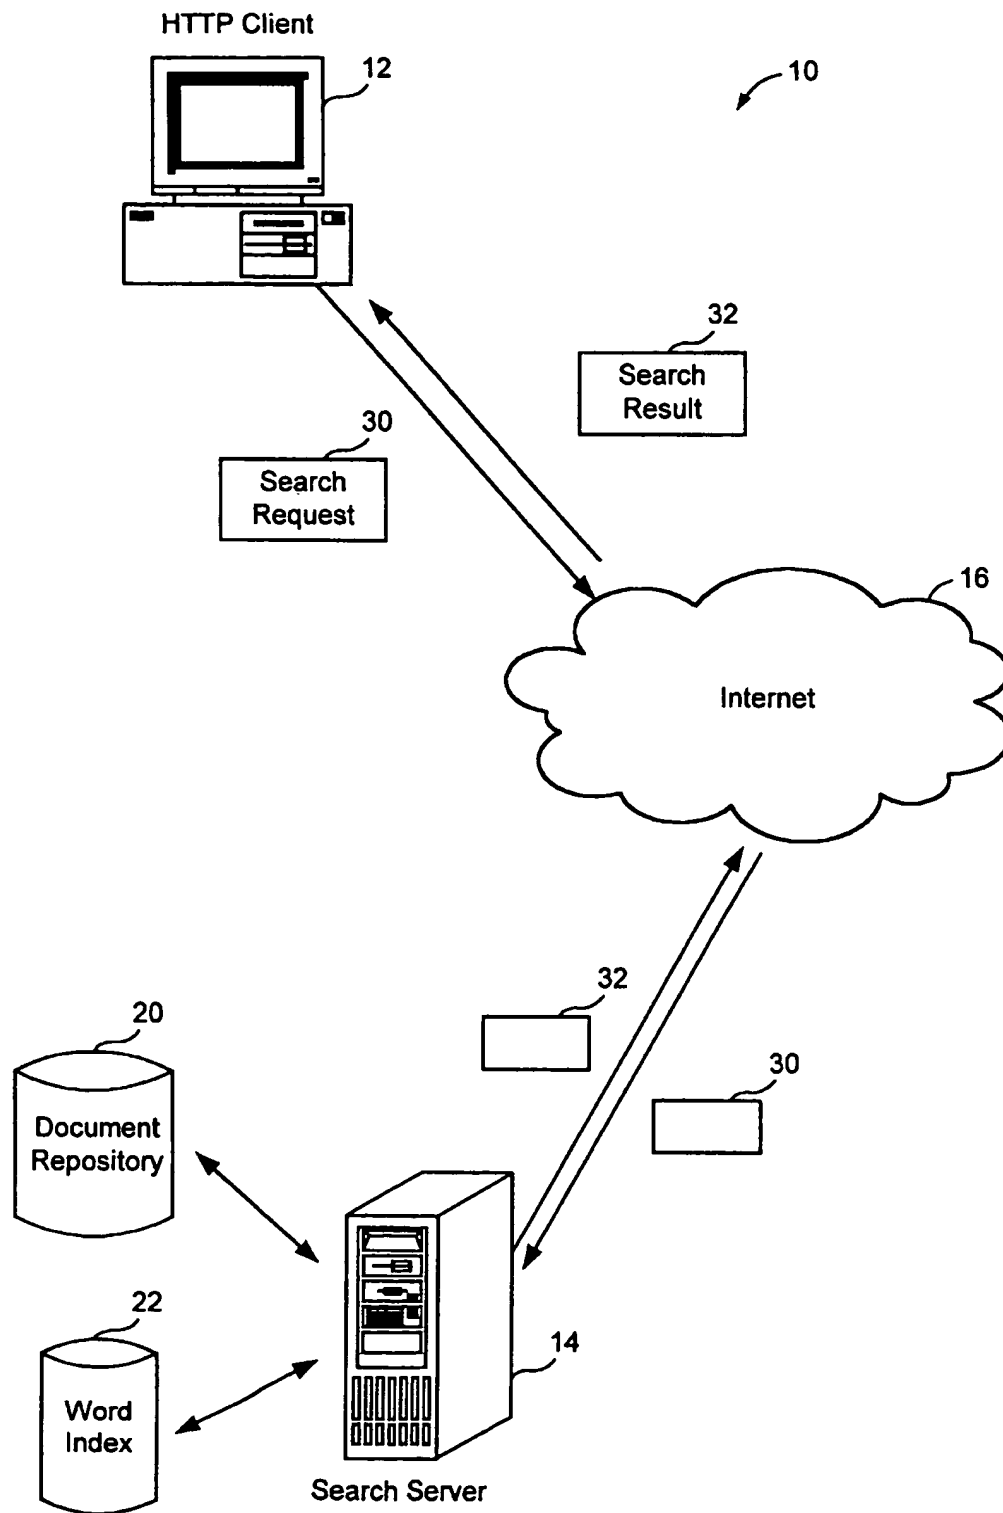 HTTP Client
12
10
32
Search
Result
30
Search
Request
16
Internet
32
20
30
Document
Repository
22
14
Word
Index
Search Server